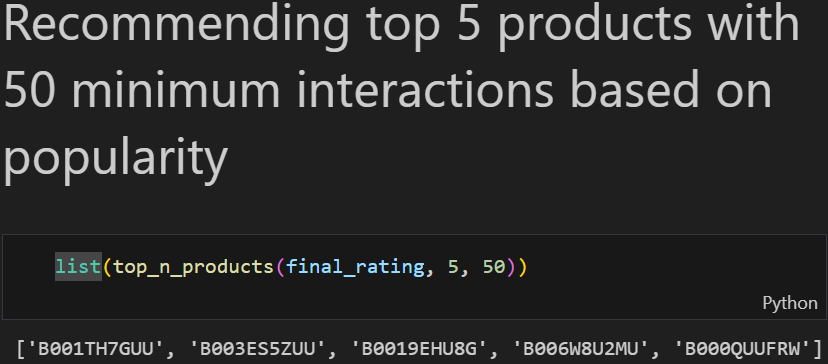 Recommending top 5 products with
50 minimum interactions based on
popularity
list(top_n_products(final_rating, 5, 50))
Python
['B001TH7GUU', 'B003ES5ZUU', 'B0019EHU8G', 'B006W8U2MU', 'B000QUUFRW']